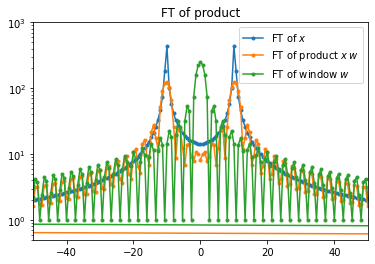 FT of product
FT of x
FT of product x w
FT of window w
10³
10²
10¹
10⁰
−40 −20 0 20 40